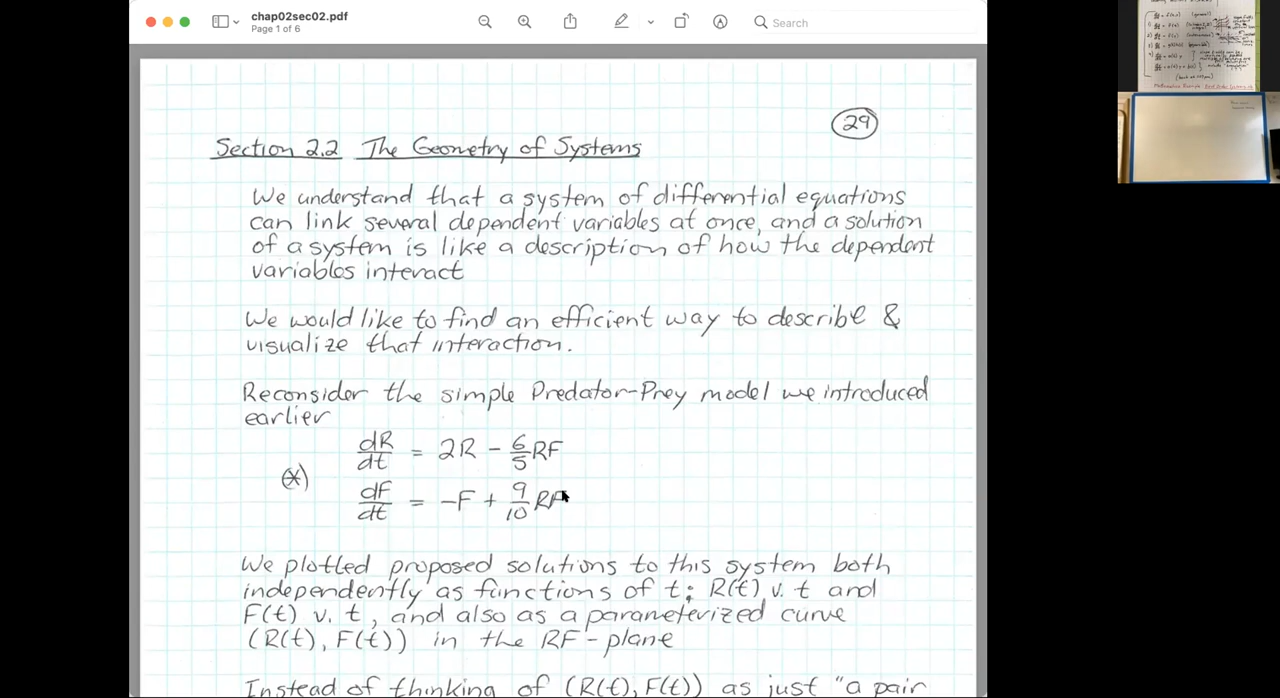 chap02sec02.pdf
Page 1 of 6
Search
29
Section 2.2 The Geometry of Systems
We understand that a system of differential equations
can link several dependent variables at once, and a solution
of a system is like a description of how the dependent
variables interact
We would like to find an efficient way to describe &
visualize that interaction.
Reconsider the simple Predator-Prey model we introduced
earlier
(*) dR/dt = 2R - 6/5 RF
dF/dt = -F + 9/10 RF
We plotted proposed solutions to this system both
independently as functions of t; R(t) v. t and
F(t) v. t, and also as a parameterized curve
(R(t), F(t)) in the RF-plane
Instead of thinking of (R(t), F(t)) as just "a pair